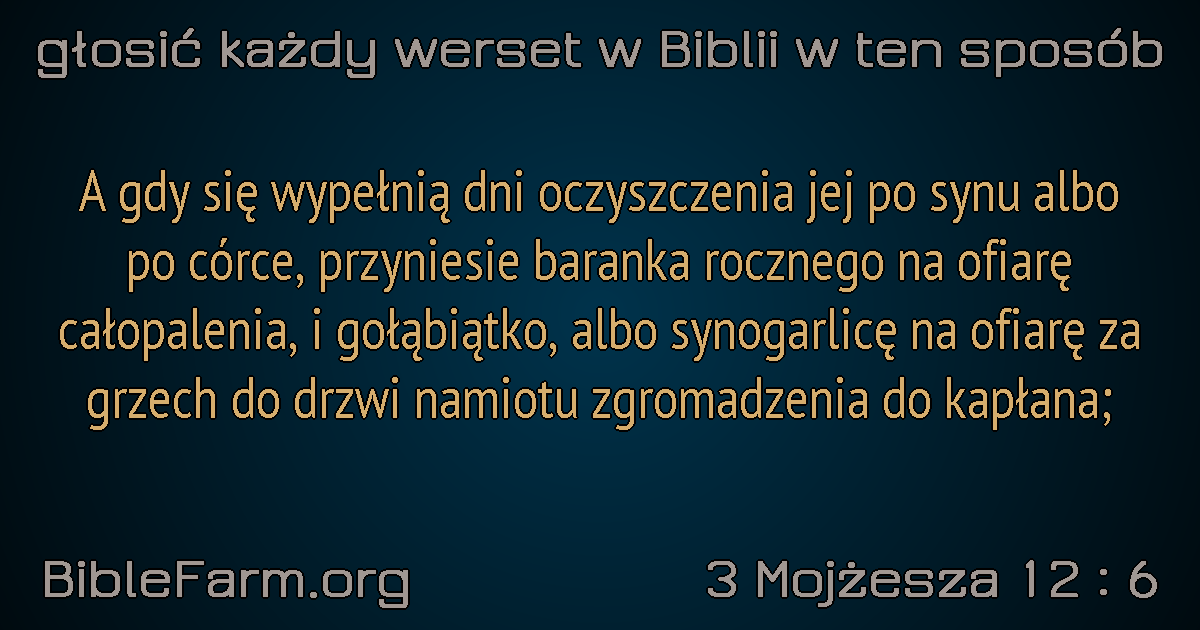 głosić każdy werset w Biblii w ten sposób
A gdy się wypełnią dni oczyszczenia jej po synu albo
po córce, przyniesie baranka rocznego na ofiarę
całopalenia, i gołąbiątko, albo synogarlicę na ofiarę za
grzech do drzwi namiotu zgromadzenia do kapłana;
BibleFarm.org
3 Mojżesza 12 : 6